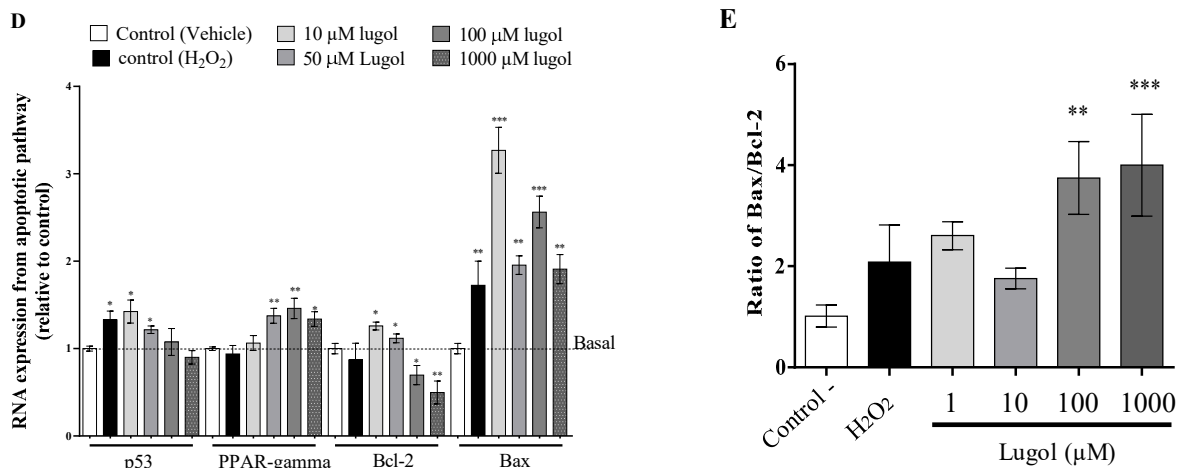 D
Control (Vehicle) 10 μM lugol 100 μM lugol
control (H₂O₂) 50 μM Lugol 1000 μM lugol
RNA expression from apoptotic pathway
(relative to control)
4
3
2
1
0
* * *
** ** *
* * * **
** *** ** *** **
Basal
p53 PPAR-gamma Bcl-2 Bax
E
Ratio of Bax/Bcl-2
6
4
2
0
** ***
Control - H₂O₂ 1 10 100 1000
Lugol (μM)